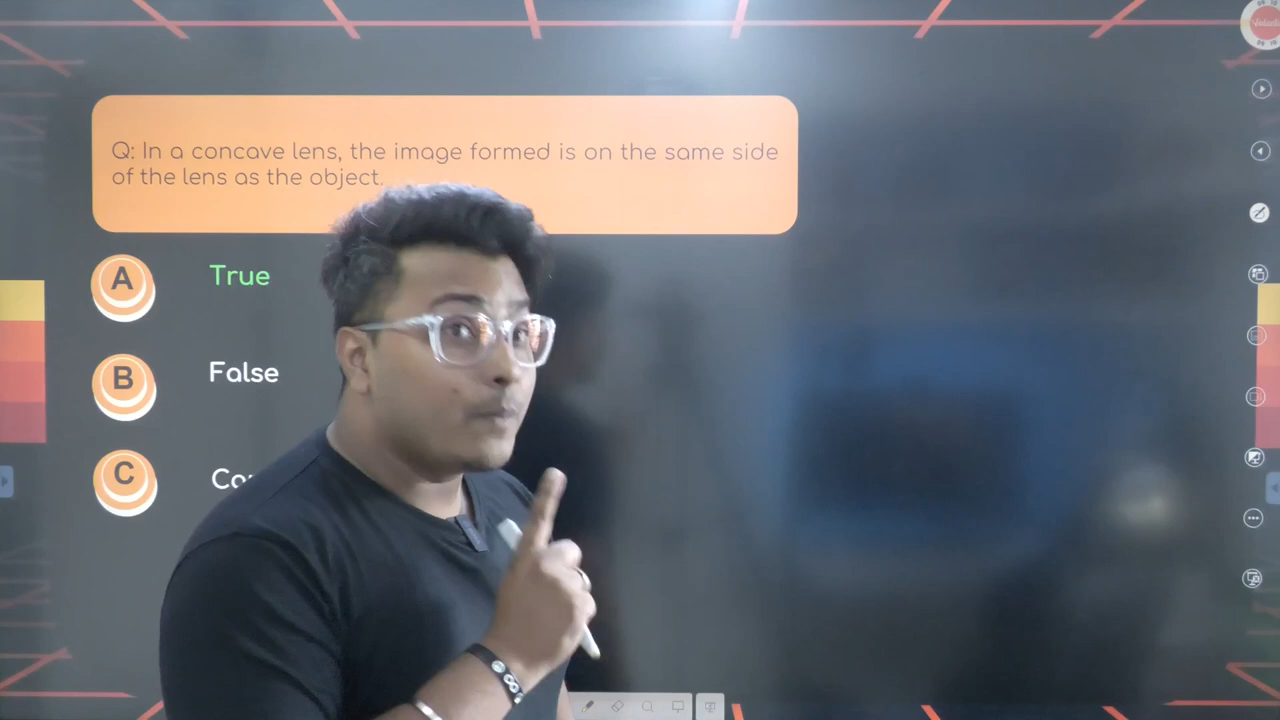 Q: In a concave lens, the image formed is on the same side
of the lens as the object.
A True
B False
C